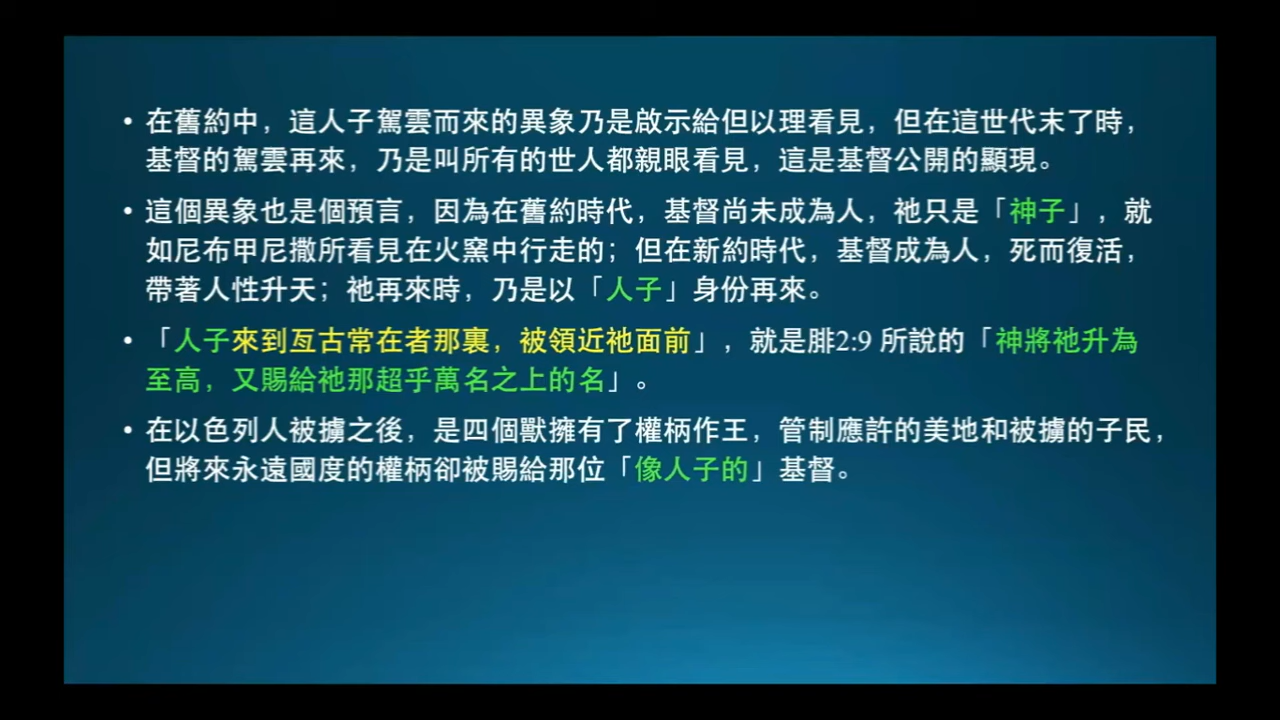 • 在舊約中，這人子駕雲而來的異象乃是啟示給但以理看見，但在這世代末了時，
基督的駕雲再來，乃是叫所有的世人都親眼看見，這是基督公開的顯現。
• 這個異象也是個預言，因為在舊約時代，基督尚未成為人，祂只是「神子」，就
如尼布甲尼撒所看見在火窯中行走的；但在新約時代，基督成為人，死而復活，
帶著人性升天；祂再來時，乃是以「人子」身份再來。
• 「人子來到亙古常在者那裏，被領近祂面前」，就是腓2:9 所說的「神將祂升為
至高，又賜給祂那超乎萬名之上的名」。
• 在以色列人被擄之後，是四個獸擁有了權柄作王，管制應許的美地和被擄的子民，
但將來永遠國度的權柄卻被賜給那位「像人子的」基督。